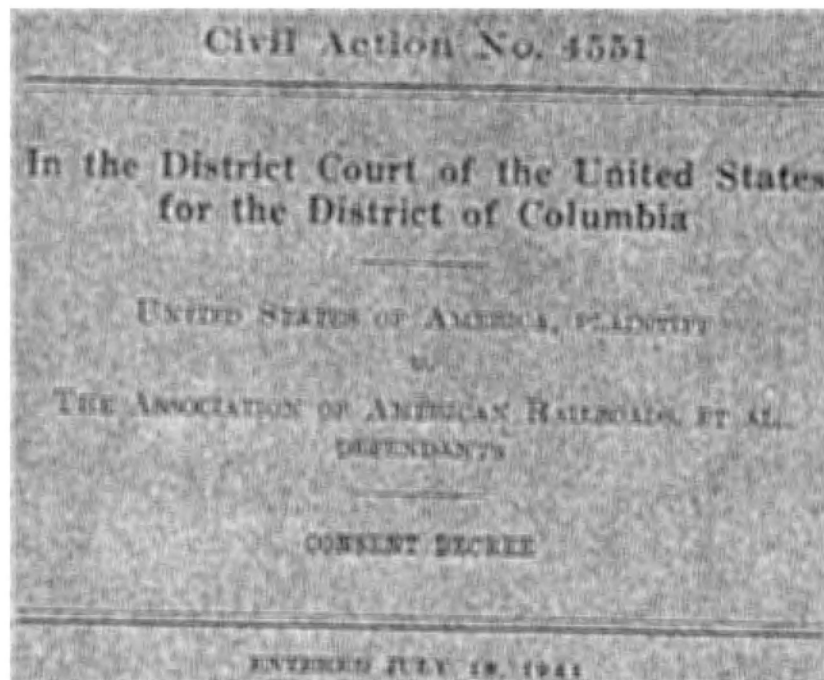 Civil Action No. 4551
In the District Court of the United States
for the District of Columbia
UNITED STATES OF AMERICA, PLAINTIFF
v.
THE ASSOCIATION OF AMERICAN RAILROADS, ET AL.,
DEFENDANTS
CONSENT DECREE
ENTERED JULY 1941